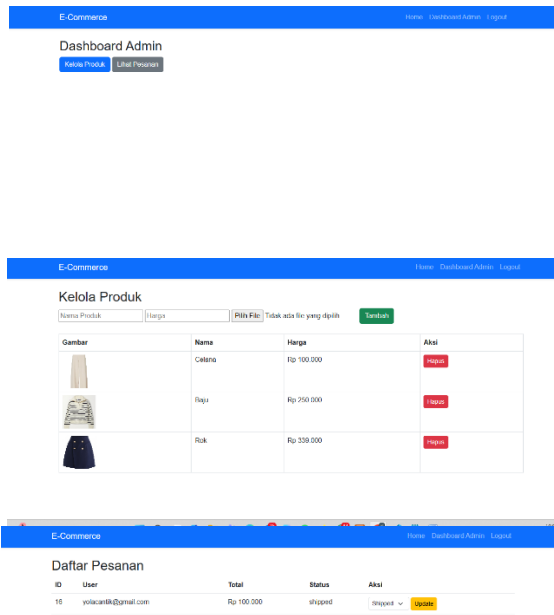 E-Commerce Home Dashboard Admin Logout
Dashboard Admin
Kelola Produk Lihat Pesanan
E-Commerce Home Dashboard Admin Logout
Kelola Produk
Nama Produk Harga Pilih File Tidak ada file yang dipilih Tambah
Gambar Nama Harga Aksi
Celana Rp 100.000 Hapus
Baju Rp 250.000 Hapus
Rok Rp 339.000 Hapus
E-Commerce Home Dashboard Admin Logout
Daftar Pesanan
ID User Total Status Aksi
16 yolacantik@gmail.com Rp 100.000 shipped Shipped Update